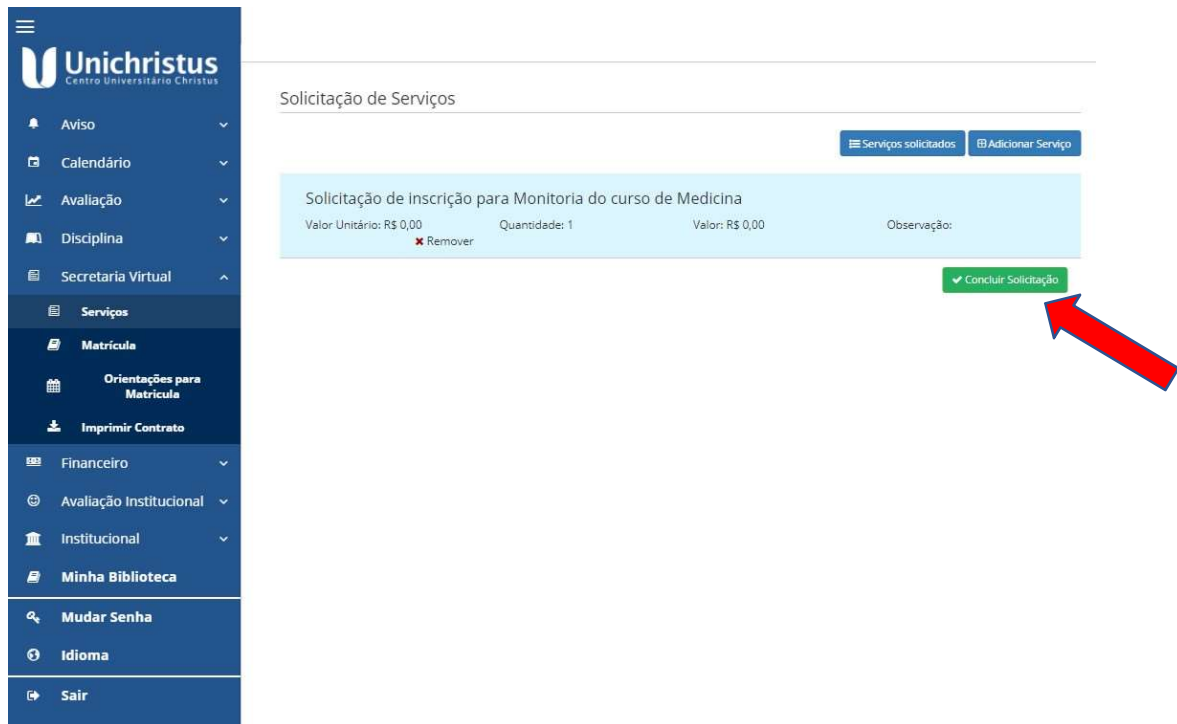 Unichristus
Centro Universitário Christus
Aviso
Calendário
Avaliação
Disciplina
Secretaria Virtual
Serviços
Matrícula
Orientações para
Matrícula
Imprimir Contrato
Financeiro
Avaliação Institucional
Institucional
Minha Biblioteca
Mudar Senha
Idioma
Sair
Solicitação de Serviços
Serviços solicitados
Adicionar Serviço
Solicitação de inscrição para Monitoria do curso de Medicina
Valor Unitário: R$ 0,00 Quantidade: 1 Valor: R$ 0,00 Observação:
Remover
Concluir Solicitação